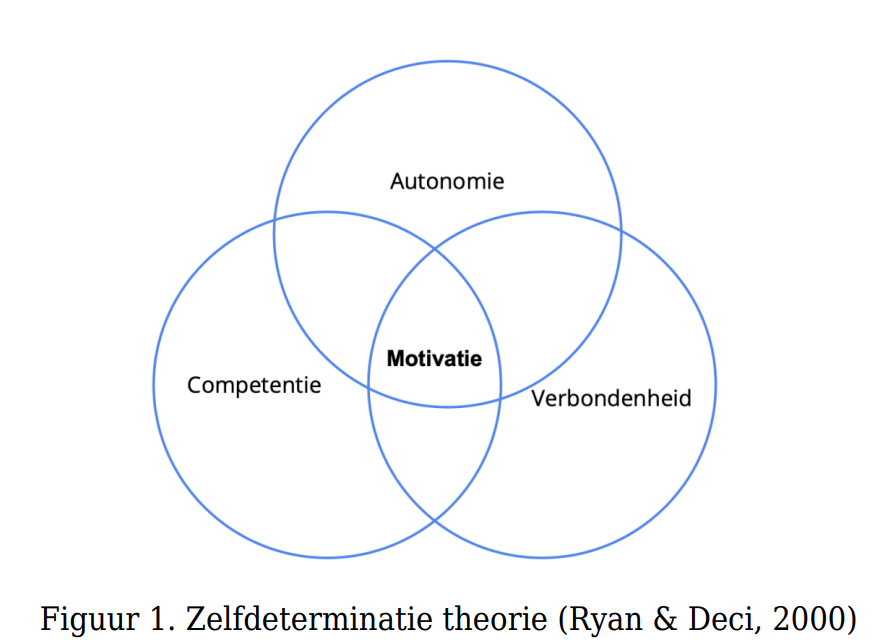 Autonomie
Motivatie
Competentie
Verbondenheid
Figuur 1. Zelfdeterminatie theorie (Ryan & Deci, 2000)